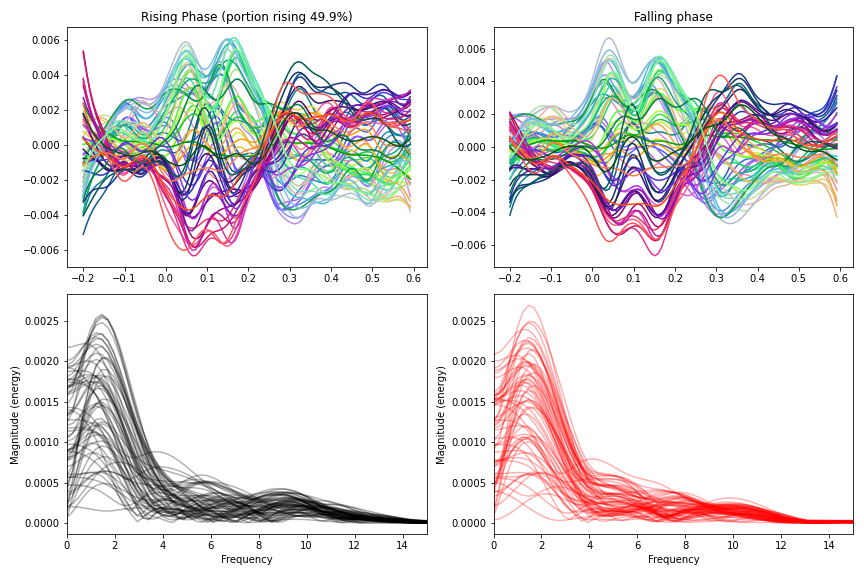 Rising Phase (portion rising 49.9%)
Falling phase
0.006
0.004
0.002
0.000
−0.002
−0.004
−0.006
−0.2 −0.1 0.0 0.1 0.2 0.3 0.4 0.5 0.6
0.006
0.004
0.002
0.000
−0.002
−0.004
−0.006
−0.2 −0.1 0.0 0.1 0.2 0.3 0.4 0.5 0.6
Magnitude (energy)
0.0025
0.0020
0.0015
0.0010
0.0005
0.0000
0 2 4 6 8 10 12 14
Frequency
Magnitude (energy)
0.0025
0.0020
0.0015
0.0010
0.0005
0.0000
0 2 4 6 8 10 12 14
Frequency